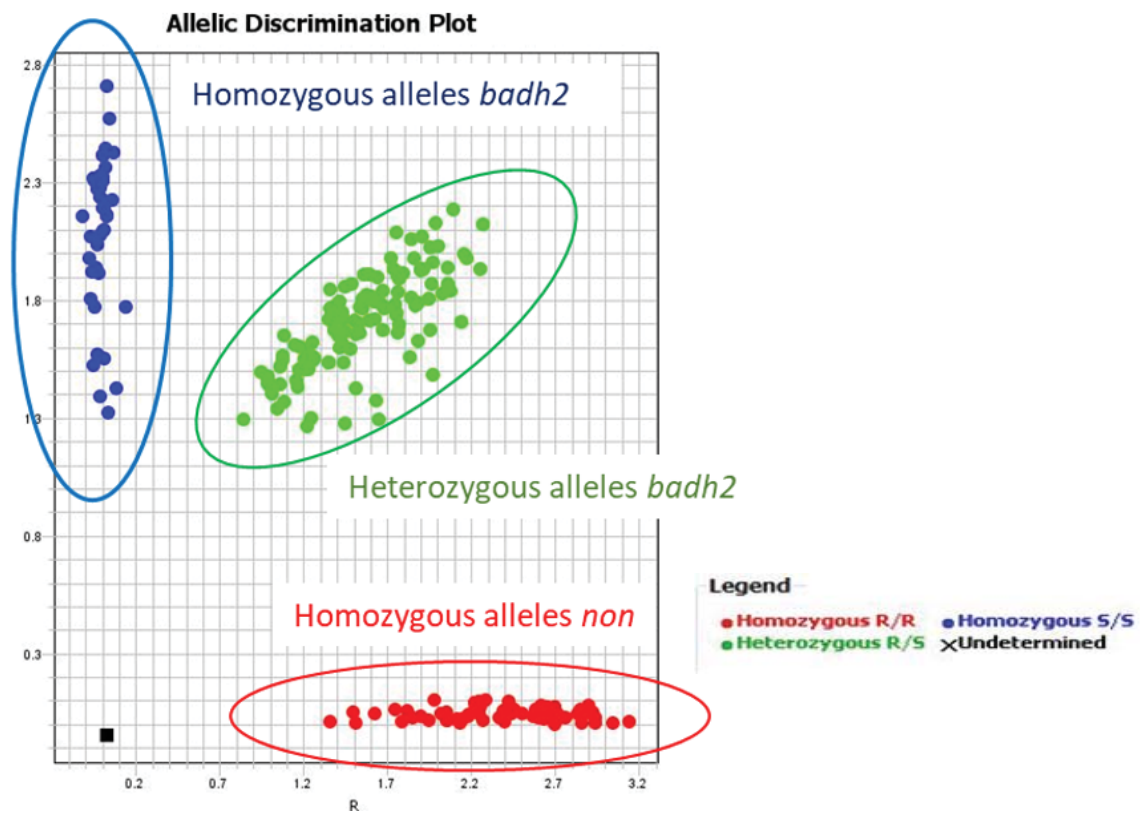 Allelic Discrimination Plot
2.8
Homozygous alleles badh2
2.3
1.8
1.3
Heterozygous alleles badh2
0.8
Homozygous alleles non
0.3
0.2 0.7 1.2 1.7 2.2 2.7 3.2
R
Legend
Homozygous R/R Homozygous S/S
Heterozygous R/S Undetermined